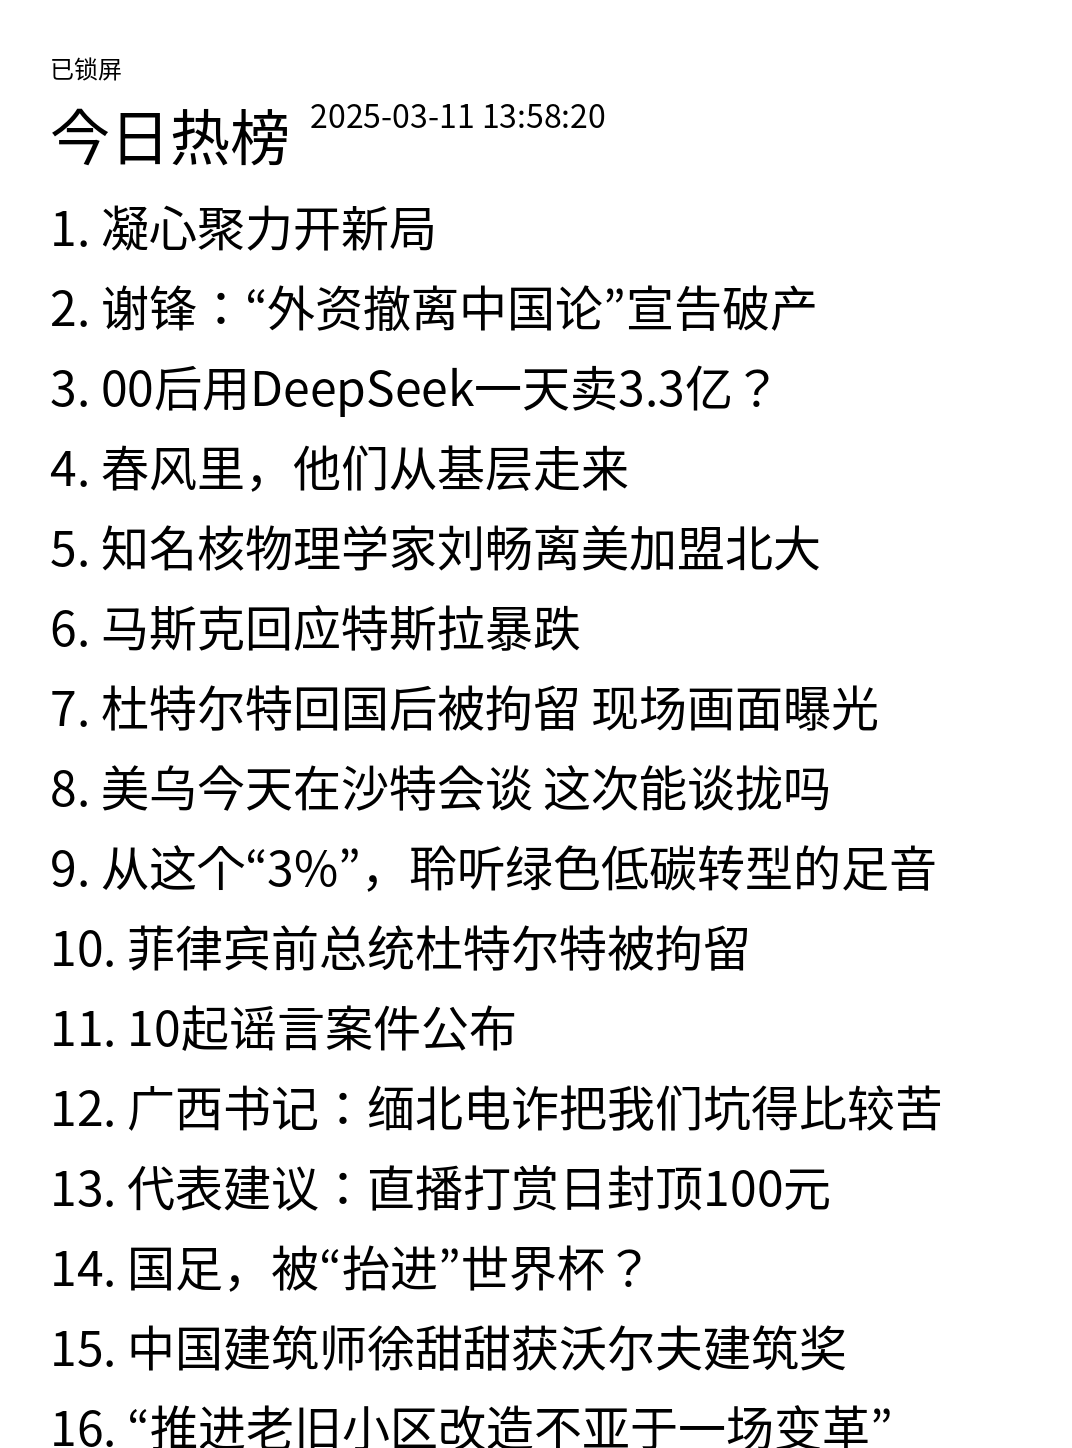 已锁屏
今日热榜 2025-03-11 13:58:20
1. 凝心聚力开新局
2. 谢锋：“外资撤离中国论”宣告破产
3. 00后用DeepSeek一天卖3.3亿？
4. 春风里，他们从基层走来
5. 知名核物理学家刘畅离美加盟北大
6. 马斯克回应特斯拉暴跌
7. 杜特尔特回国后被拘留 现场画面曝光
8. 美乌今天在沙特会谈 这次能谈拢吗
9. 从这个“3%”，聆听绿色低碳转型的足音
10. 菲律宾前总统杜特尔特被拘留
11. 10起谣言案件公布
12. 广西书记：缅北电诈把我们坑得比较苦
13. 代表建议：直播打赏日封顶100元
14. 国足，被“抬进”世界杯？
15. 中国建筑师徐甜甜获沃尔夫建筑奖
16. “推进老旧小区改造不亚于一场变革”